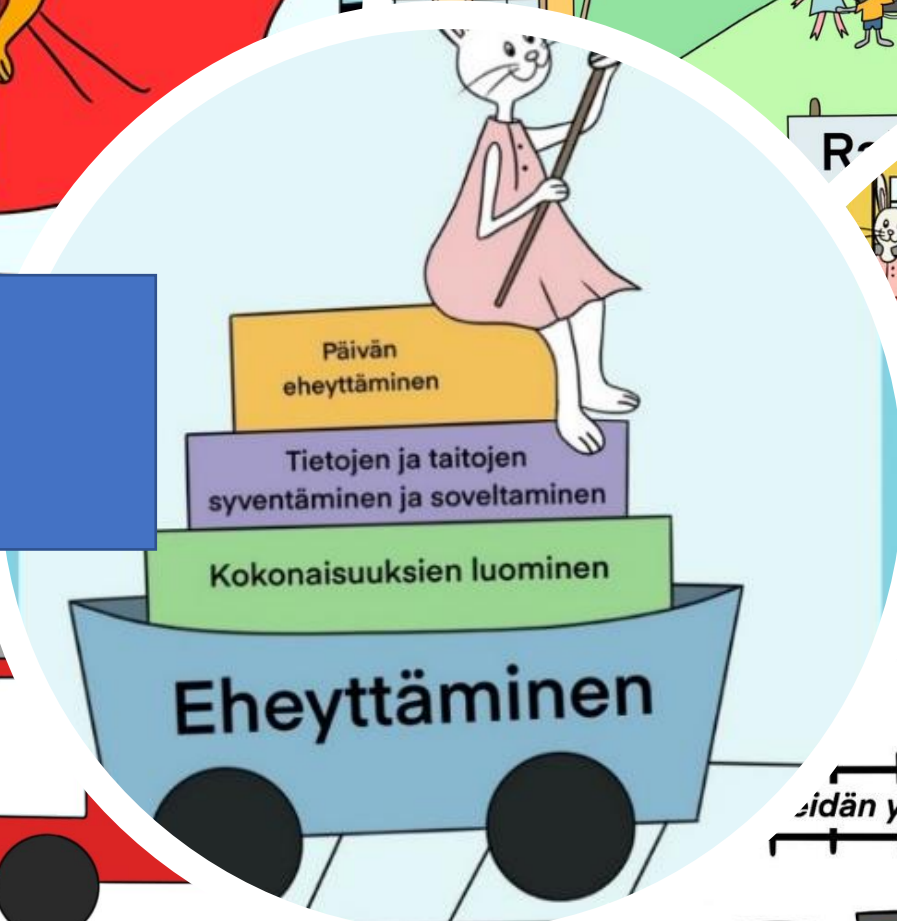 Päivän
eheyttäminen
Tietojen ja taitojen
syventäminen ja soveltaminen
Kokonaisuuksien luominen
Eheyttäminen